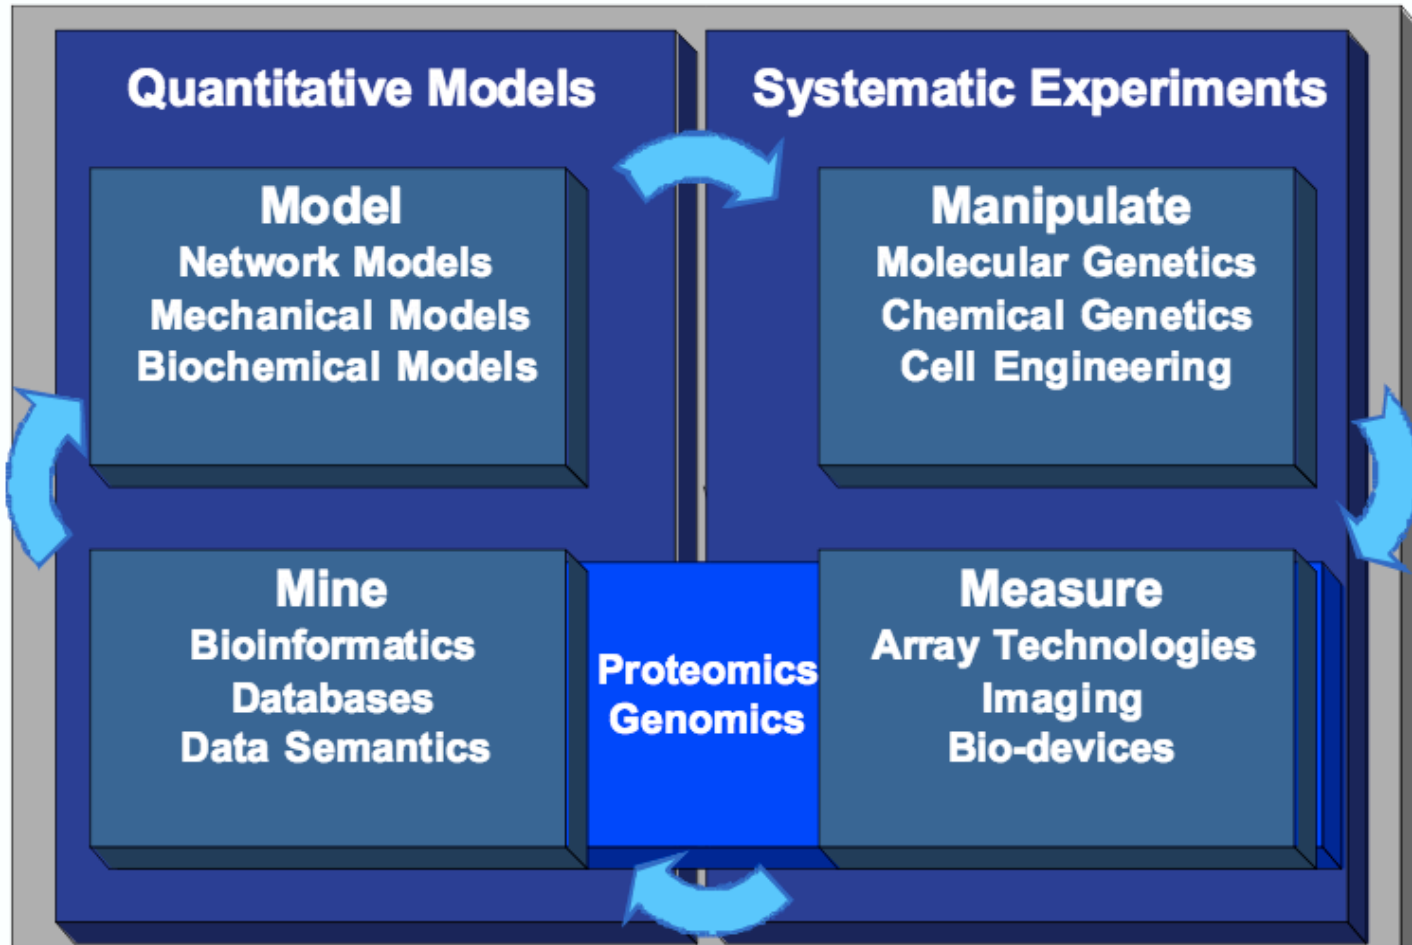 Quantitative Models
Model
Network Models
Mechanical Models
Biochemical Models
Mine
Bioinformatics
Databases
Data Semantics
Proteomics
Genomics
Systematic Experiments
Manipulate
Molecular Genetics
Chemical Genetics
Cell Engineering
Measure
Array Technologies
Imaging
Bio-devices